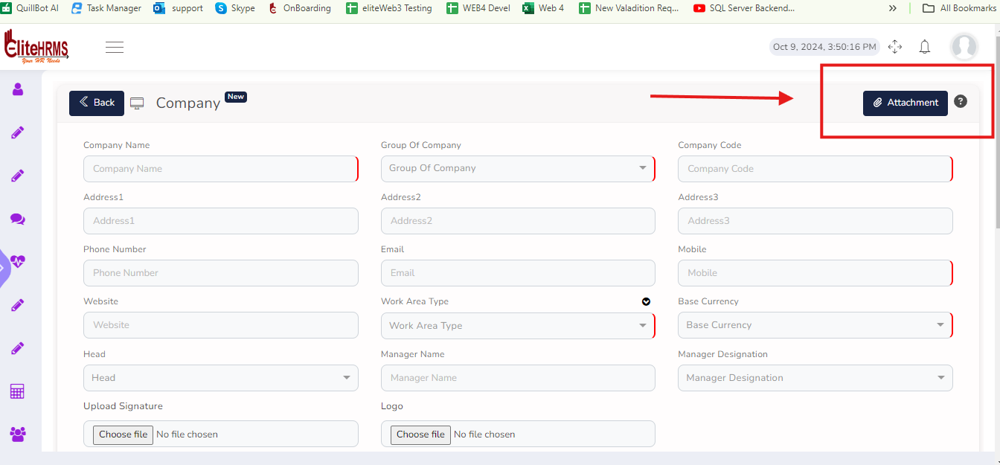 QuillBot AI Task Manager support Skype OnBoarding eliteWeb3 Testing WEB4 Devel Web 4 New Valadition Req... SQL Server Backend... All Bookmarks
EliteHRMS
Your HR Needs
Oct 9, 2024, 3:50:16 PM
Back Company New Attachment ?
Company Name Group Of Company Company Code
Company Name Group Of Company Company Code
Address1 Address2 Address3
Address1 Address2 Address3
Phone Number Email Mobile
Phone Number Email Mobile
Website Work Area Type Base Currency
Website Work Area Type Base Currency
Head Manager Name Manager Designation
Head Manager Name Manager Designation
Upload Signature Logo
Choose file No file chosen Choose file No file chosen